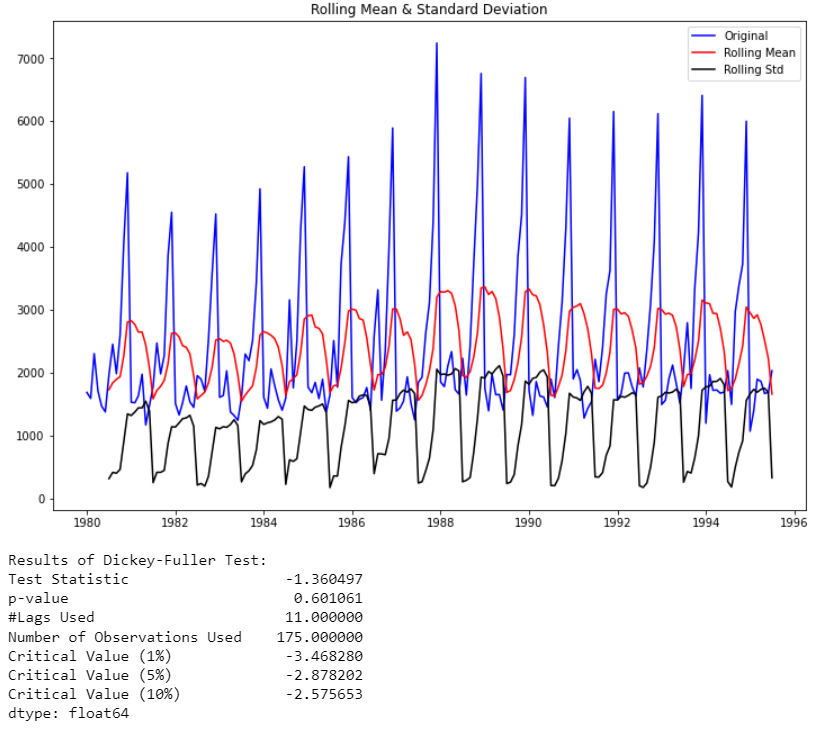 Rolling Mean & Standard Deviation
Original
Rolling Mean
Rolling Std
7000
6000
5000
4000
3000
2000
1000
0
1980 1982 1984 1986 1988 1990 1992 1994 1996
Results of Dickey-Fuller Test:
Test Statistic -1.360497
p-value 0.601061
#Lags Used 11.000000
Number of Observations Used 175.000000
Critical Value (1%) -3.468280
Critical Value (5%) -2.878202
Critical Value (10%) -2.575653
dtype: float64